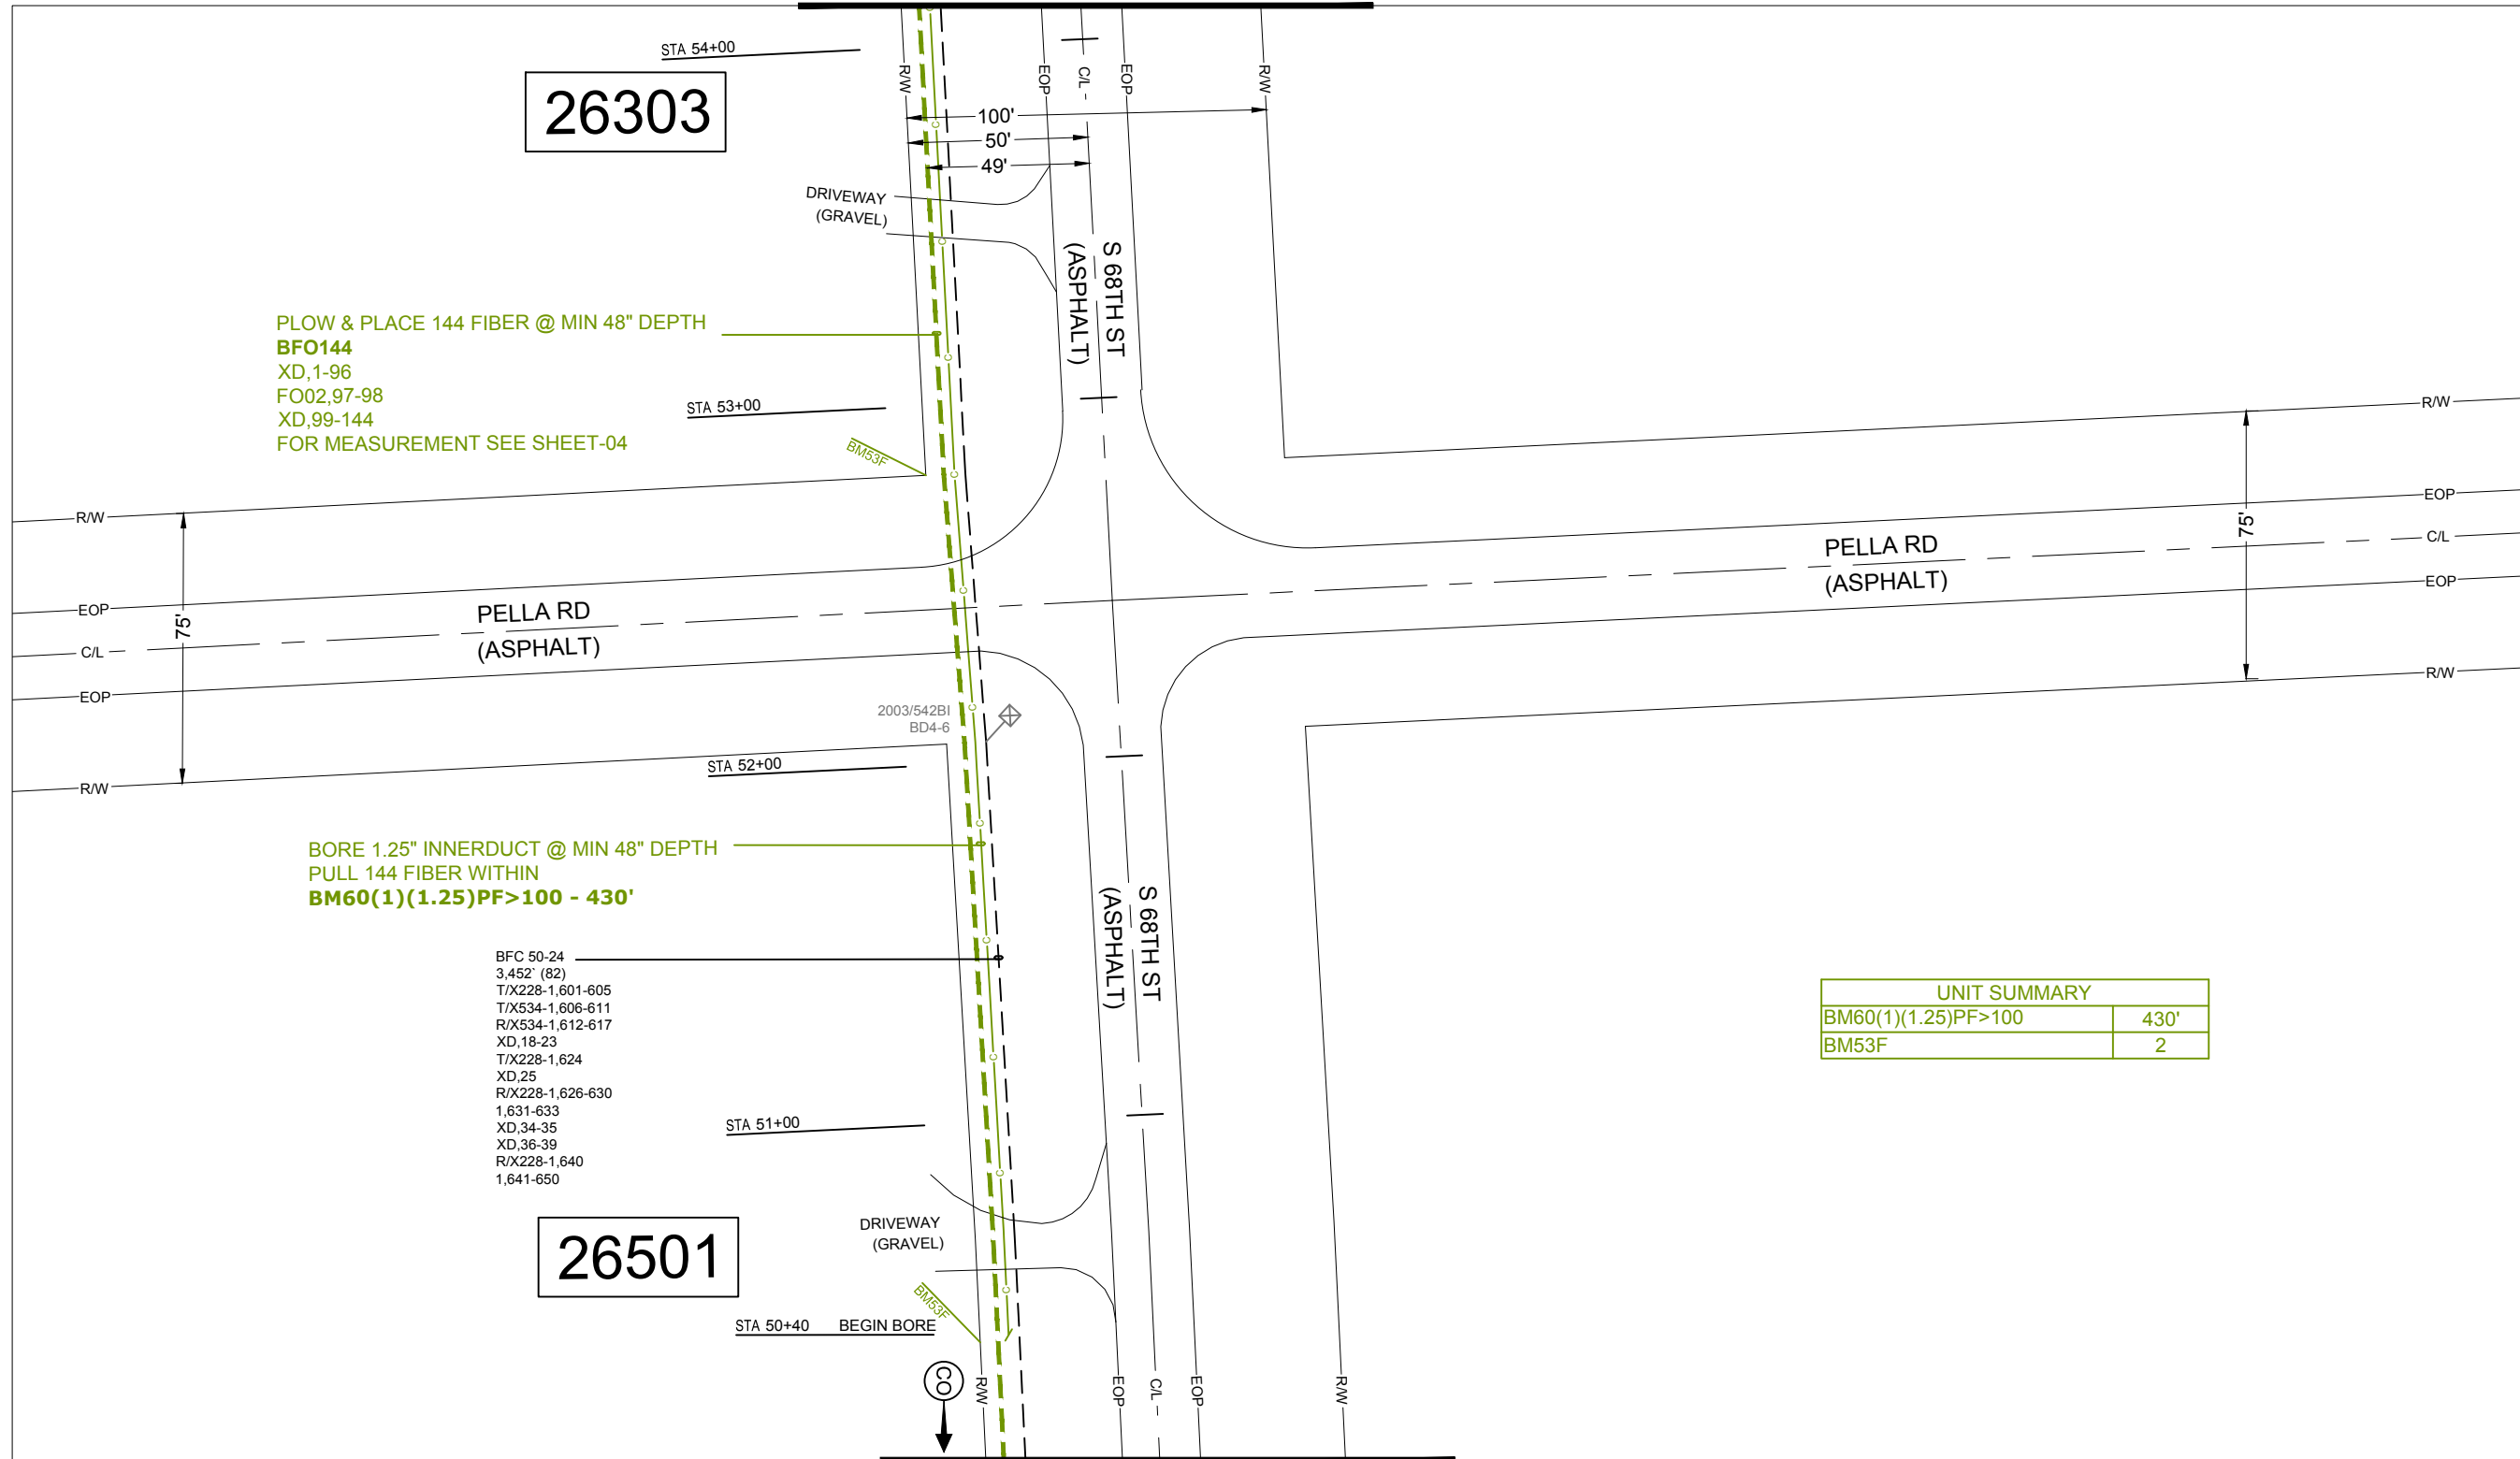 STA 54+00
26303
R/W
EOP
C/L
EOP
R/W
100'
50'
49'
DRIVEWAY
(GRAVEL)
S 68TH ST
(ASPHALT)
PLOW & PLACE 144 FIBER @ MIN 48" DEPTH
BFO144
XD,1-96
FO02,97-98
XD,99-144
FOR MEASUREMENT SEE SHEET-04
STA 53+00
BM53F
R/W
EOP
C/L
EOP
R/W
75'
PELLA RD
(ASPHALT)
R/W
EOP
C/L
EOP
R/W
75'
PELLA RD
(ASPHALT)
2003/542BI
BD4-6
STA 52+00
BORE 1.25" INNERDUCT @ MIN 48" DEPTH
PULL 144 FIBER WITHIN
BM60(1)(1.25)PF>100 - 430'
S 68TH ST
(ASPHALT)
BFC 50-24
3,452` (82)
T/X228-1,601-605
T/X534-1,606-611
R/X534-1,612-617
XD,18-23
T/X228-1,624
XD,25
R/X228-1,626-630
1,631-633
XD,34-35
XD,36-39
R/X228-1,640
1,641-650
UNIT SUMMARY
BM60(1)(1.25)PF>100 430'
BM53F 2
STA 51+00
26501
DRIVEWAY
(GRAVEL)
BM53F
STA 50+40 BEGIN BORE
CO
R/W
EOP
C/L
EOP
R/W
C
C
C
C
C
C
C
C
C
C
C
C